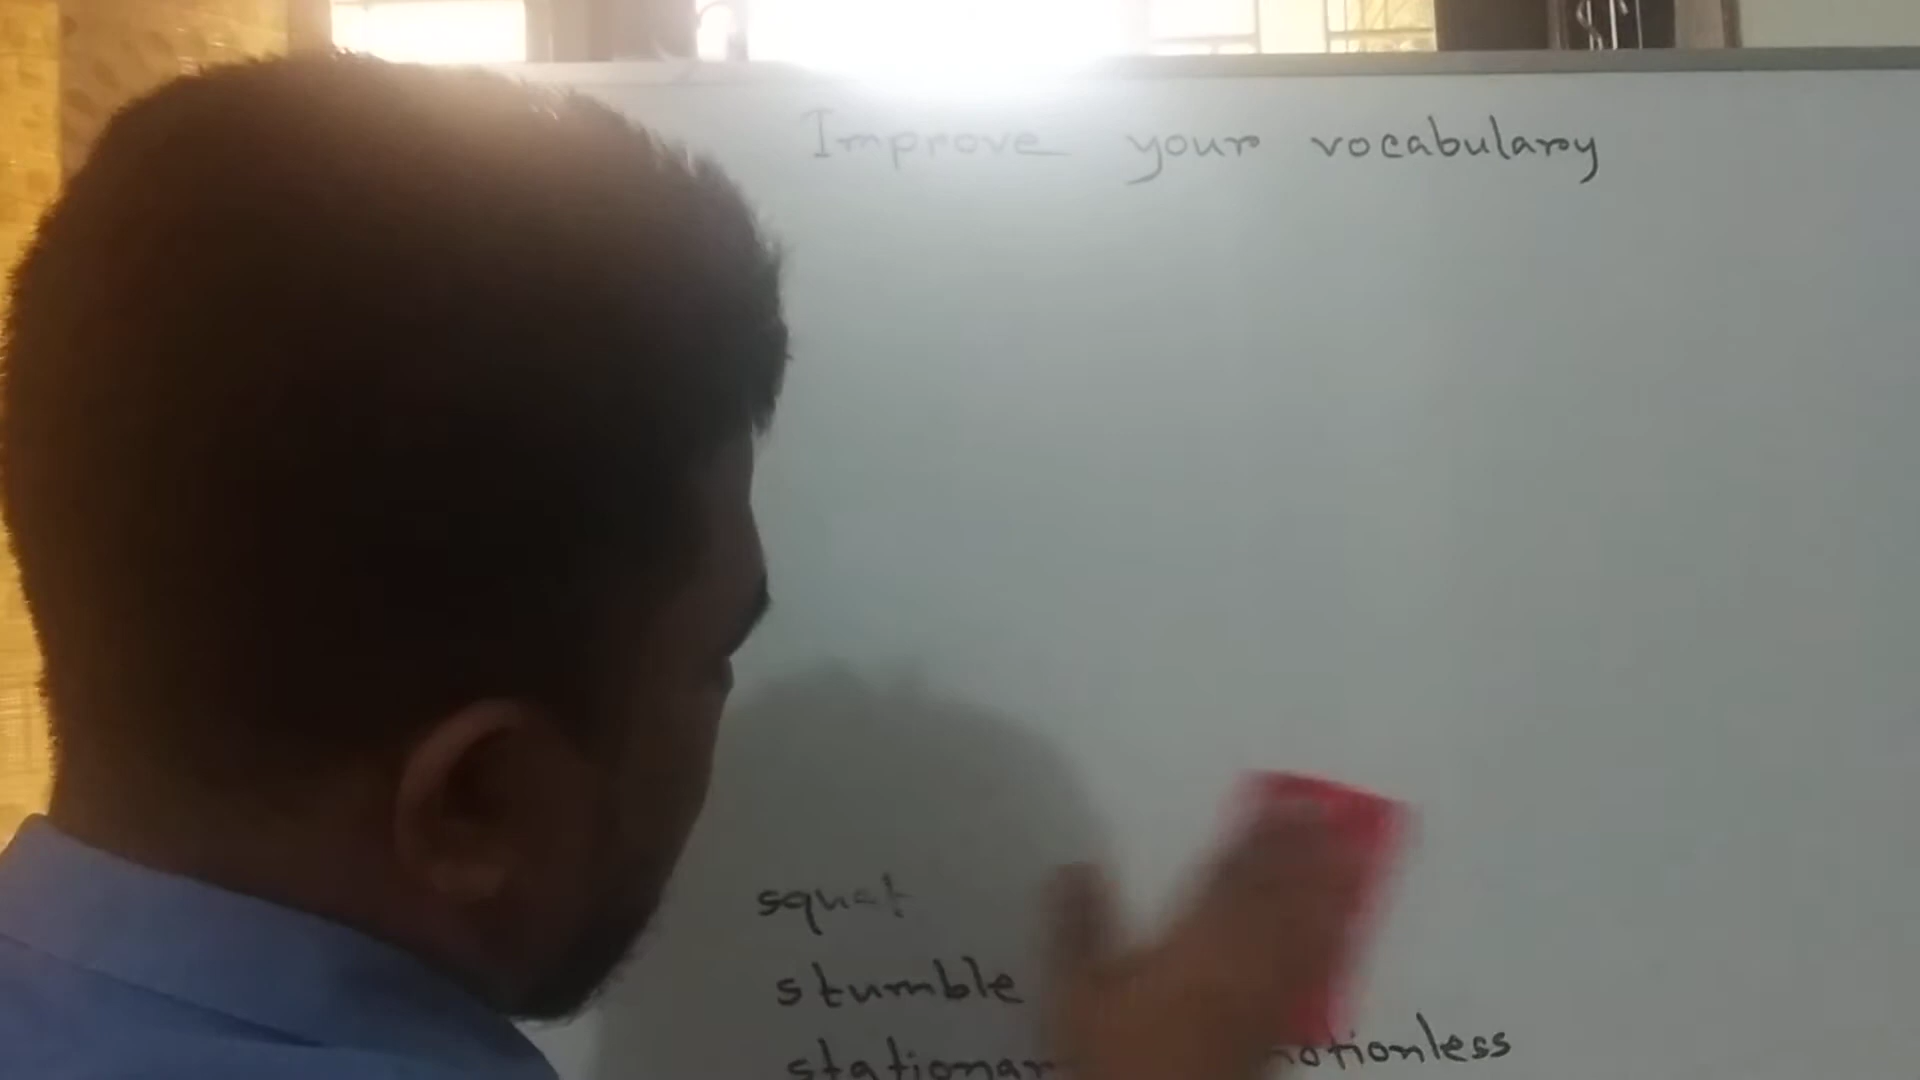 Improve your vocabulary
squat
stumble
stationar otionless